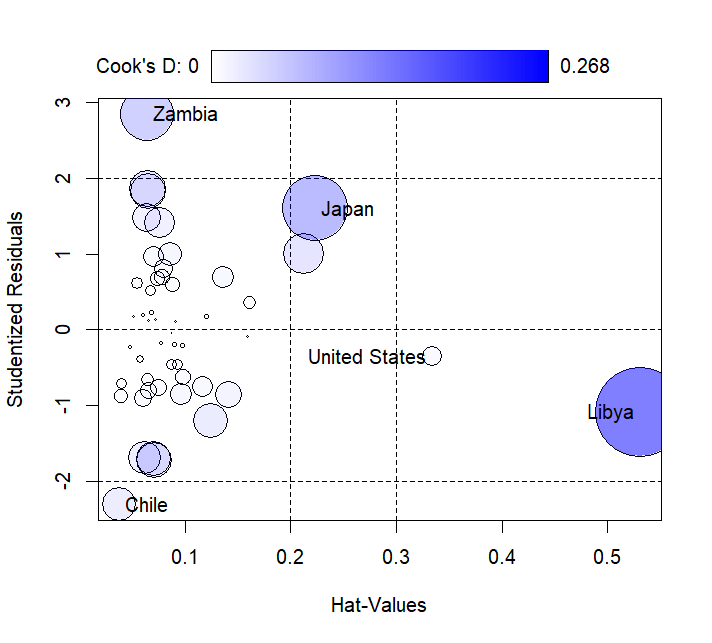 Cook's D: 0 0.268
Zambia
Japan
United States
Libya
Chile
3
2
1
0
-1
-2
Studentized Residuals
0.1 0.2 0.3 0.4 0.5
Hat-Values